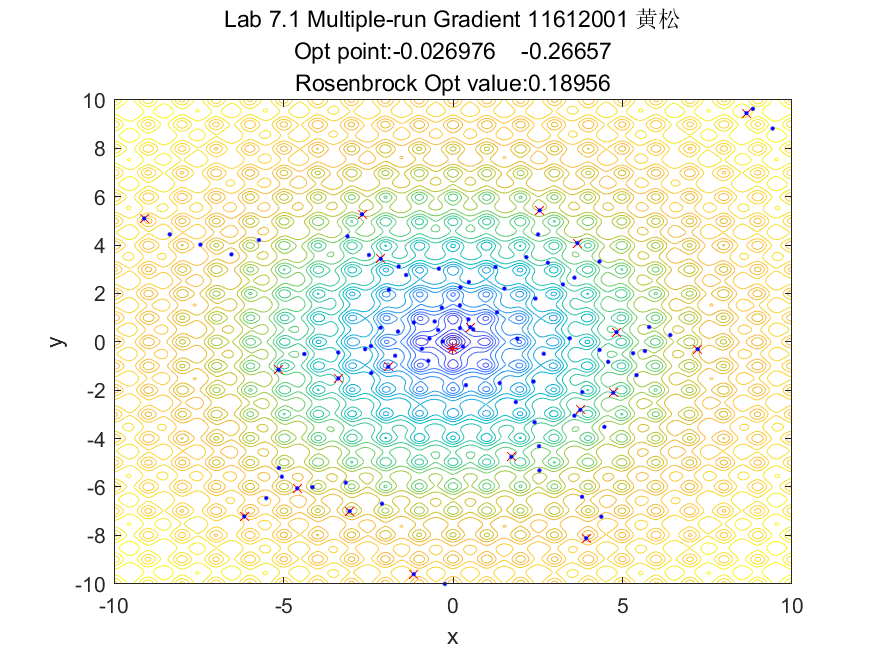 Lab 7.1 Multiple-run Gradient 11612001 黄松
Opt point:-0.026976 -0.26657
Rosenbrock Opt value:0.18956
10
8
6
4
2
0
-2
-4
-6
-8
-10
y
-10 -5 0 5 10
x